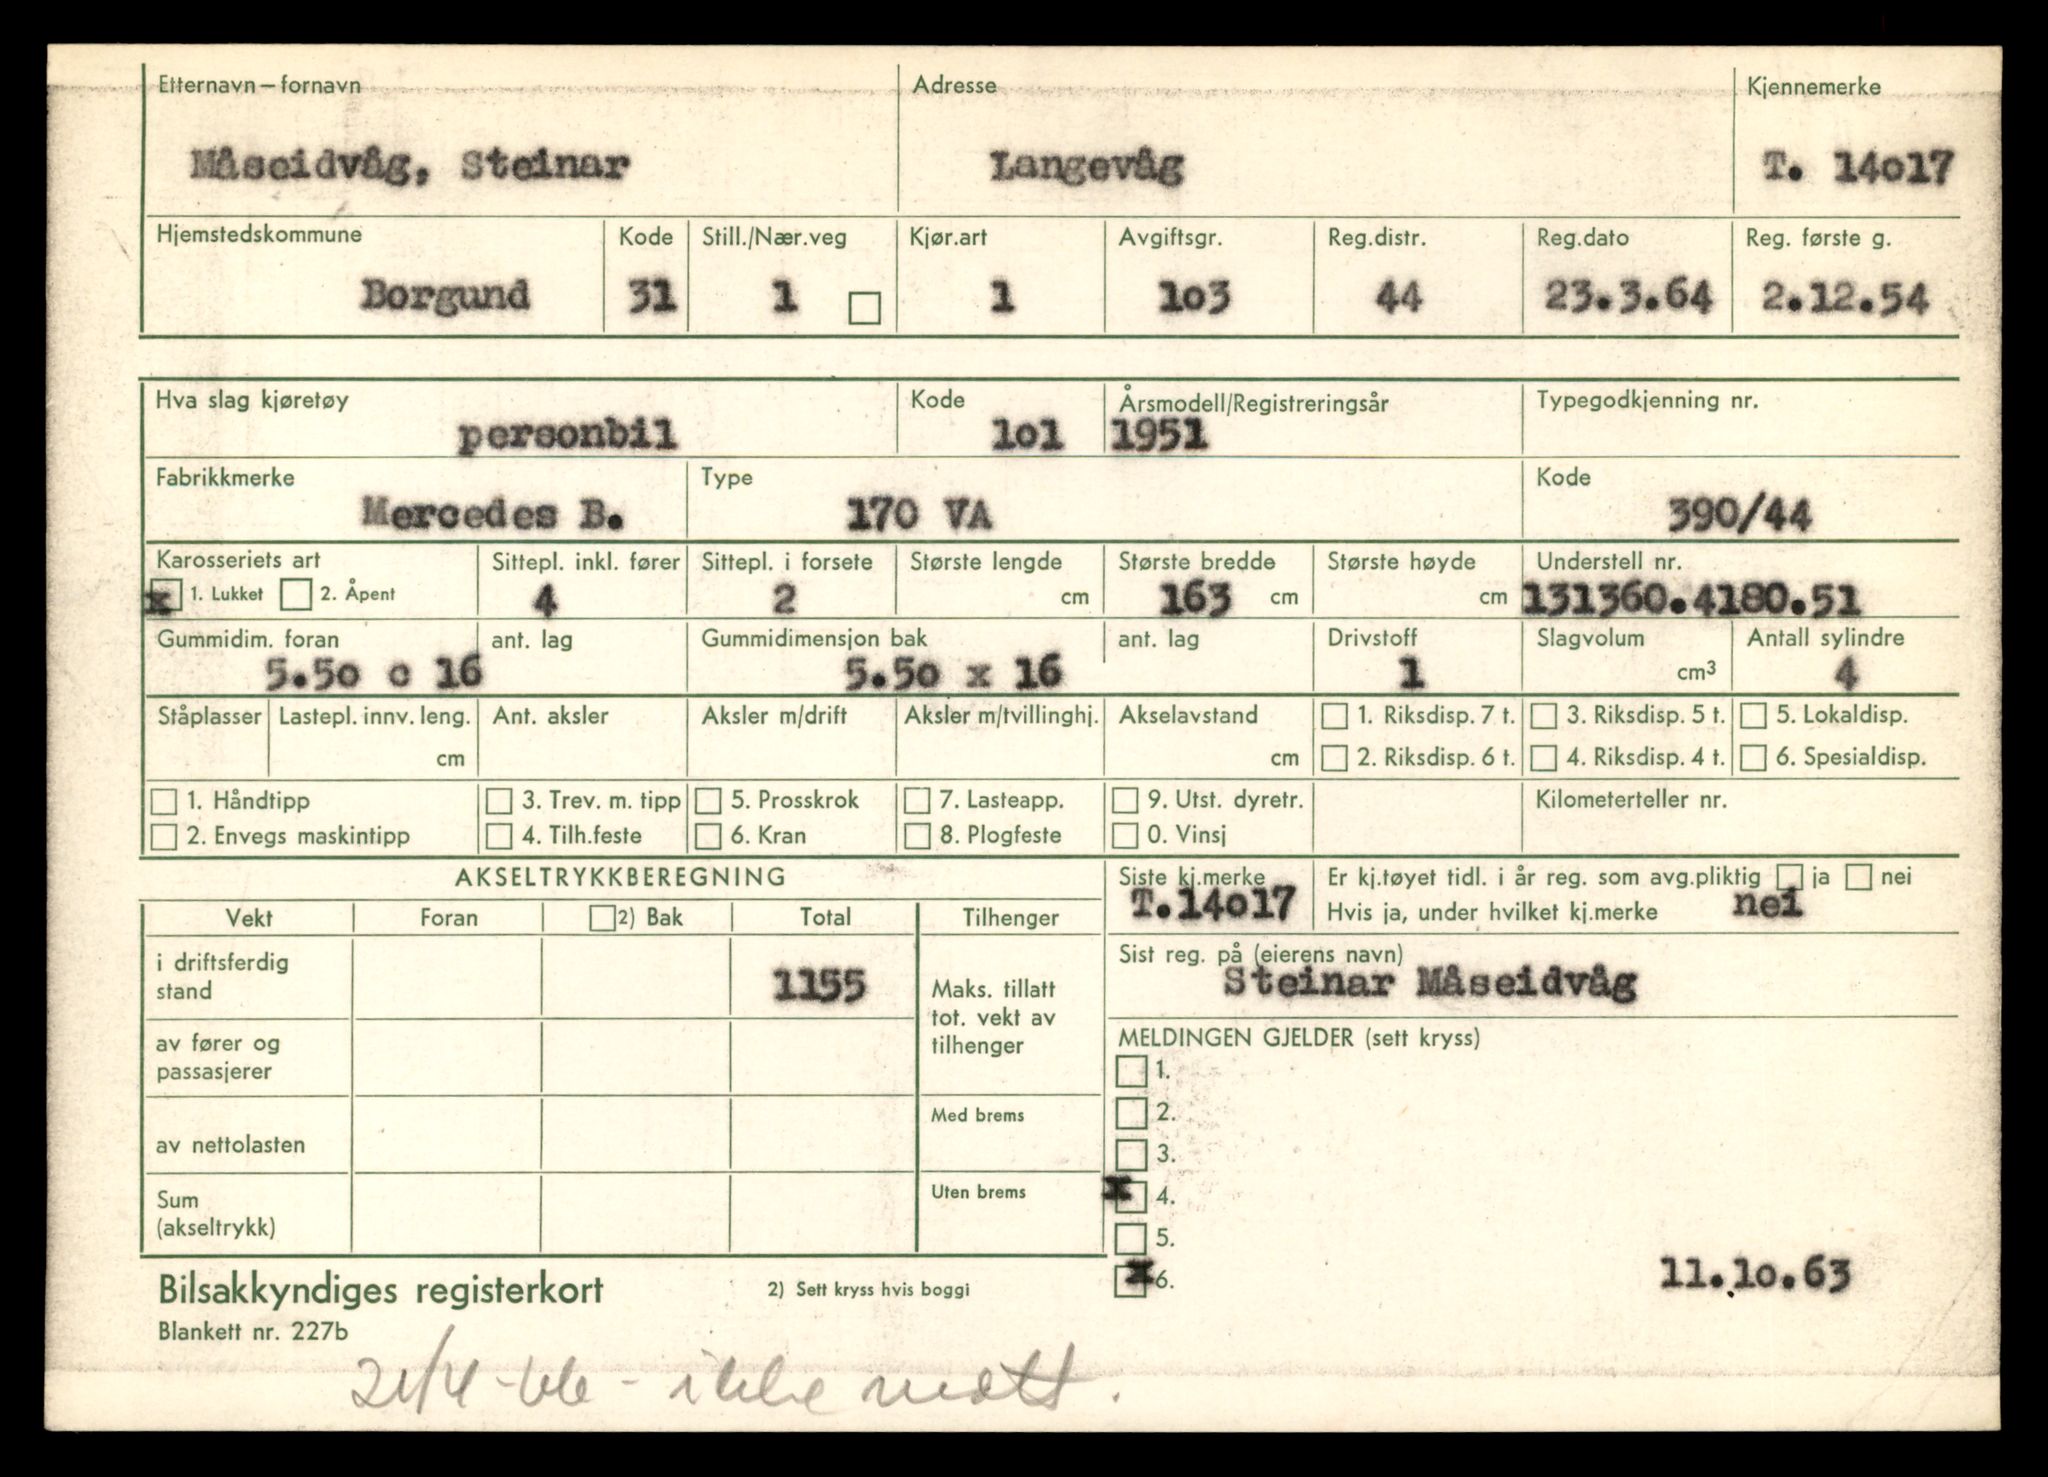 Etternavn – fornavn Adresse Kjennemerke
Måseidvåg, Steinar Langevåg T. 14o17
Hjemstedskommune Kode Still./Nær.veg Kjør.art Avgiftsgr. Reg.distr. Reg.dato Reg. første g.
Borgund 31 1 1 1o3 44 23.3.64 2.12.54
Hva slag kjøretøy Kode Årsmodell/Registreringsår Typegodkjenning nr.
personbil 1o1 1951
Fabrikkmerke Type Kode
Mercedes B. 170 VA 390/44
Karosseriets art Sittepl. inkl. fører Sittepl. i forsete Største lengde Største bredde Største høyde Understell nr.
x 1. Lukket 2. Åpent 4 2 cm 163 cm cm 131360.4180.51
Gummidim. foran ant. lag Gummidimensjon bak ant. lag Drivstoff Slagvolum Antall sylindre
5.5o c 16 5.5o x 16 1 cm3 4
Ståplasser Lastepl. innv. leng. Ant. aksler Aksler m/drift Aksler m/tvillinghj. Akselavstand 1. Riksdisp. 7 t. 3. Riksdisp. 5 t. 5. Lokaldisp.
cm cm 2. Riksdisp. 6 t. 4. Riksdisp. 4 t. 6. Spesialdisp.
1. Håndtipp 3. Trev. m. tipp 5. Prosskrok 7. Lasteapp. 9. Utst. dyretr. Kilometerteller nr.
2. Envegs maskintipp 4. Tilh.feste 6. Kran 8. Plogfeste 0. Vinsj
AKSELTRYKKBEREGNING Siste kj.merke Er kj.tøyet tidl. i år reg. som avg.pliktig ja nei
Vekt Foran 2) Bak Total Tilhenger T.14o17 Hvis ja, under hvilket kj.merke nei
i driftsferdig stand 1155 Maks. tillatt tot. vekt av tilhenger
Sist reg. på (eierens navn)
Steinar Måseidvåg
av fører og passasjerer
MELDINGEN GJELDER (sett kryss)
1.
av nettolasten Med brems
2.
3.
Sum (akseltrykk) Uten brems
x 4.
5.
x 6. 11.1o.63
Bilsakkyndiges registerkort 2) Sett kryss hvis boggi
Blankett nr. 227b
21/4-66 - ikke møtt.